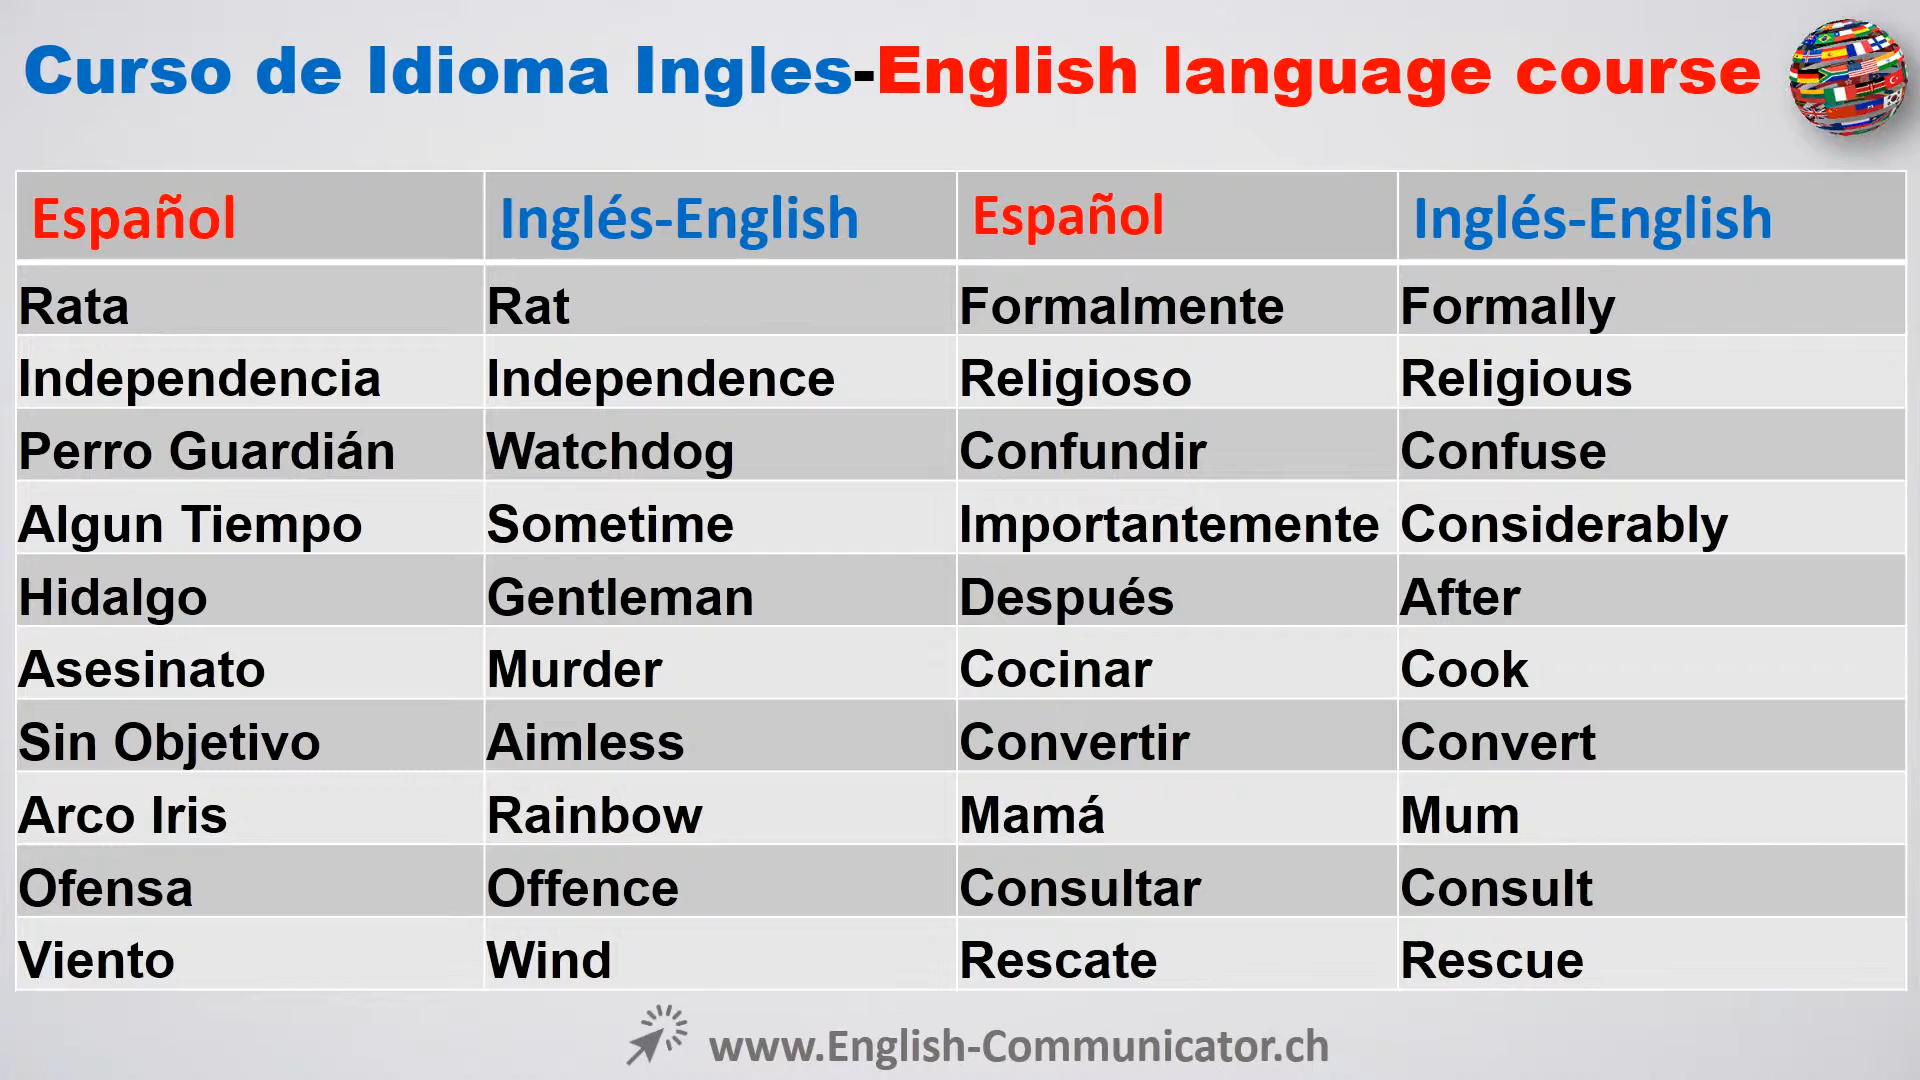 Curso de Idioma Ingles-English language course
Español Inglés-English Español Inglés-English
Rata Rat Formalmente Formally
Independencia Independence Religioso Religious
Perro Guardián Watchdog Confundir Confuse
Algun Tiempo Sometime Importantemente Considerably
Hidalgo Gentleman Después After
Asesinato Murder Cocinar Cook
Sin Objetivo Aimless Convertir Convert
Arco Iris Rainbow Mamá Mum
Ofensa Offence Consultar Consult
Viento Wind Rescate Rescue
www.English-Communicator.ch